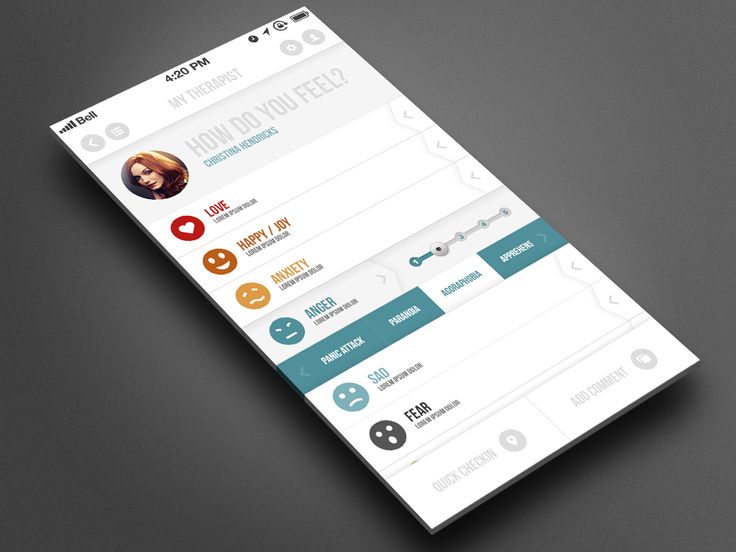 Bell
4:20 PM
MY THERAPIST
HOW DO YOU FEEL?
CHRISTINA HENDRICKS
LOVE
LOREM IPSUM DOLOR
HAPPY / JOY
LOREM IPSUM DOLOR
ANXIETY
LOREM IPSUM DOLOR
ANGER
LOREM IPSUM DOLOR
1 3 4 5
PANIC ATTACK
PARANOIA
AGORAPHOBIA
APPREHENS
SAD
LOREM IPSUM DOLOR
FEAR
LOREM IPSUM DOLOR
QUICK CHECKIN
ADD COMMENT